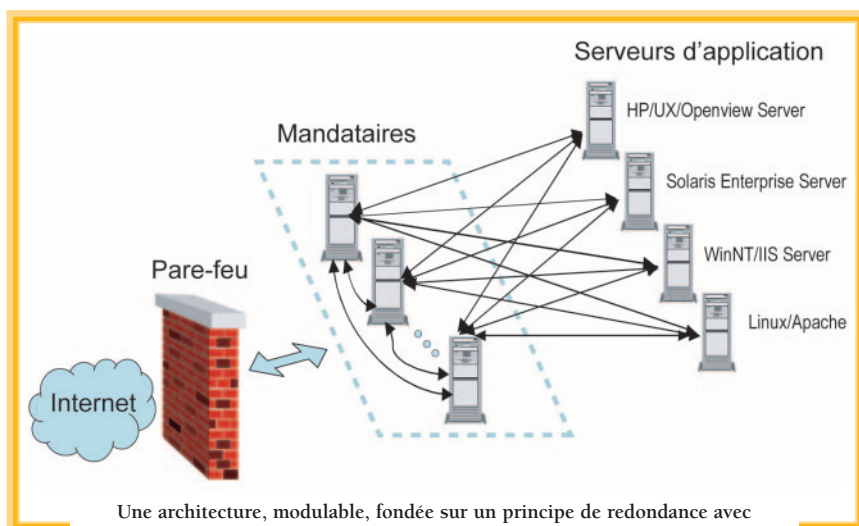 Serveurs d'application
HP/UX/Openview Server
Mandataires
Solaris Enterprise Server
WinNT/IIS Server
Pare-feu
Linux/Apache
Internet
Une architecture, modulable, fondée sur un principe de redondance avec